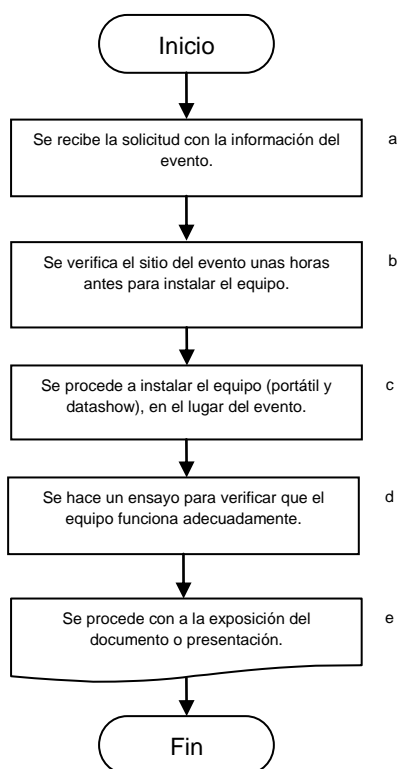 Inicio
Se recibe la solicitud con la información del
evento.
a
Se verifica el sitio del evento unas horas
antes para instalar el equipo.
b
Se procede a instalar el equipo (portátil y
datashow), en el lugar del evento.
c
Se hace un ensayo para verificar que el
equipo funciona adecuadamente.
d
Se procede con a la exposición del
documento o presentación.
e
Fin